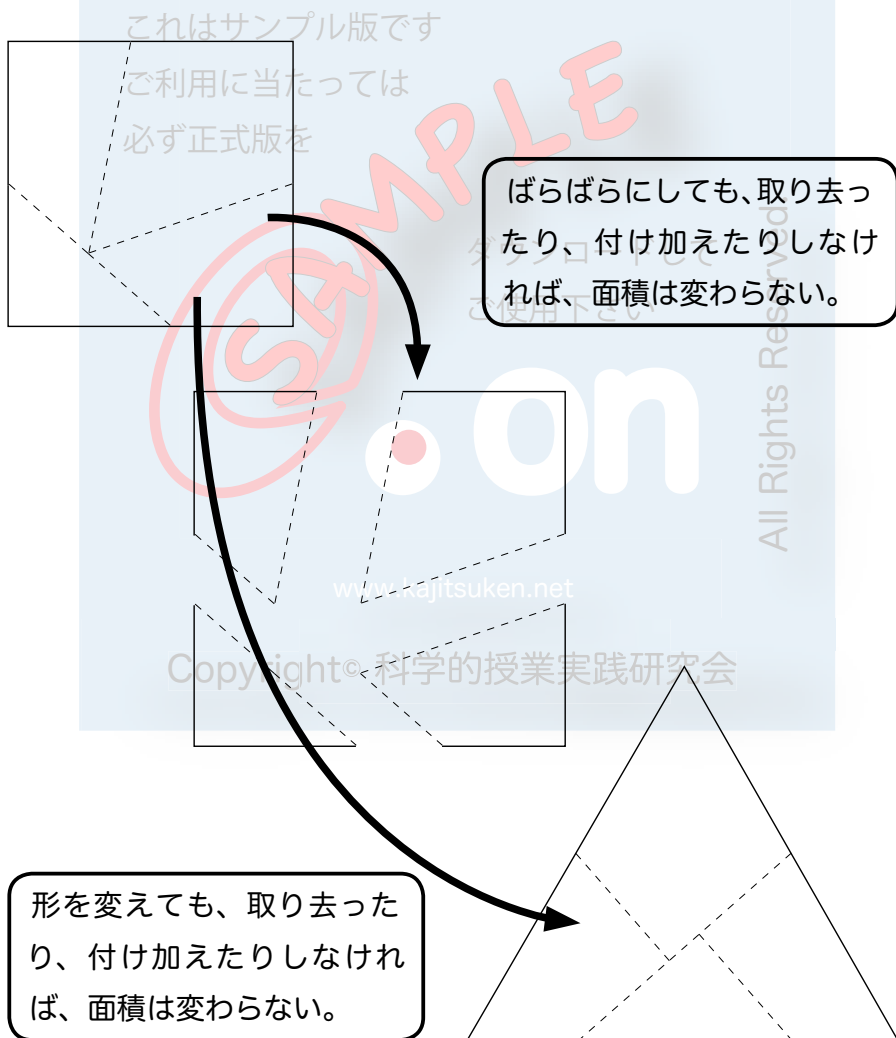 これはサンプル版です
ご利用に当たっては
必ず正式版を
SAMPLE
ばらばらにしても、取り去っ
たり、付け加えたりしなけ
れば、面積は変わらない。
ダウンロードして
ご使用下さい
.on
All Rights Reserved.
www.kajitsuken.net
Copyright© 科学的授業実践研究会
形を変えても、取り去った
り、付け加えたりしなけれ
ば、面積は変わらない。